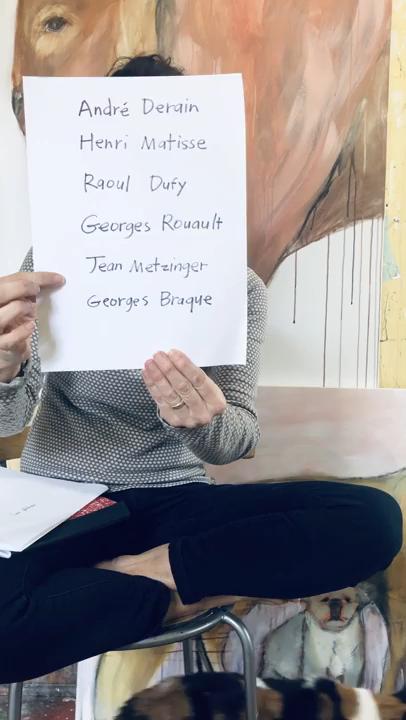 André Derain
Henri Matisse
Raoul Dufy
Georges Rouault
Jean Metzinger
Georges Braque